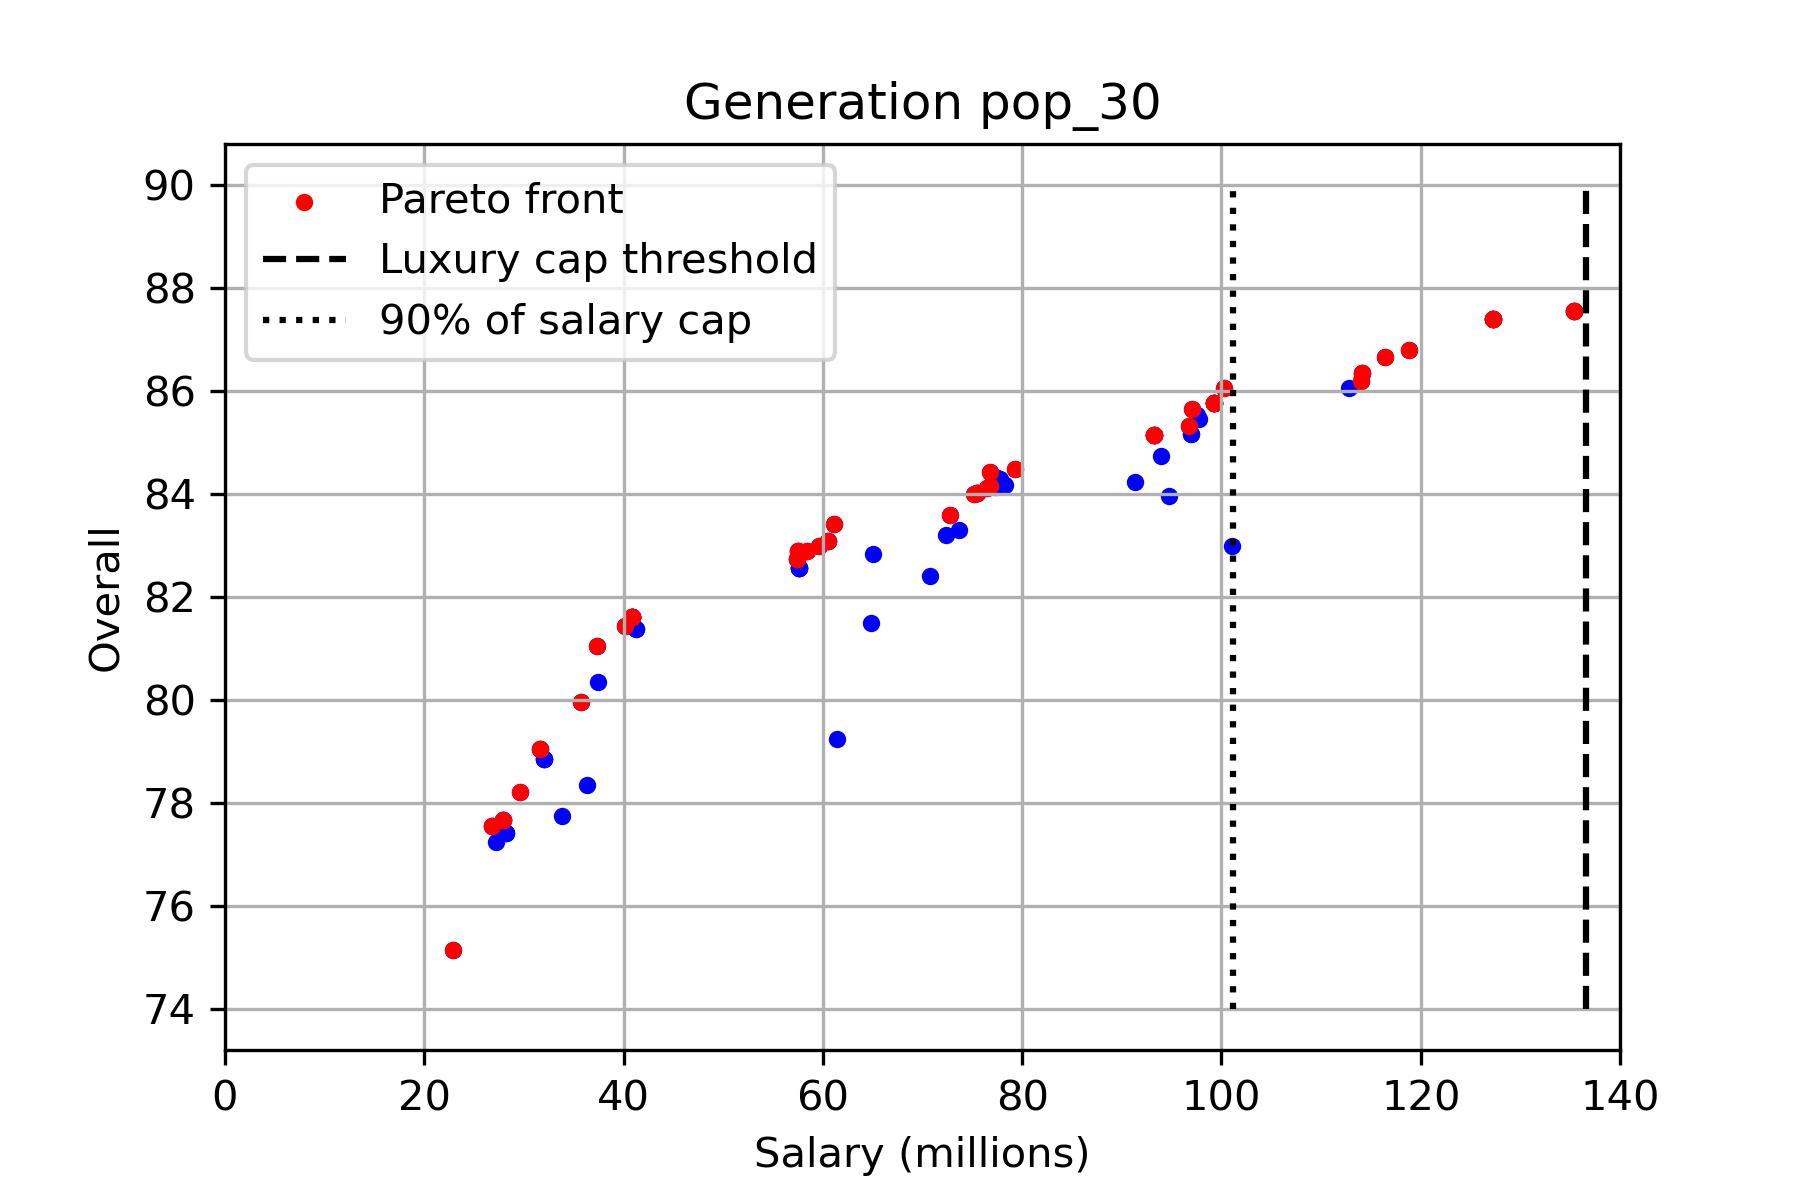 Generation pop_30
Pareto front
Luxury cap threshold
90% of salary cap
90
88
86
84
82
80
78
76
74
Overall
0 20 40 60 80 100 120 140
Salary (millions)